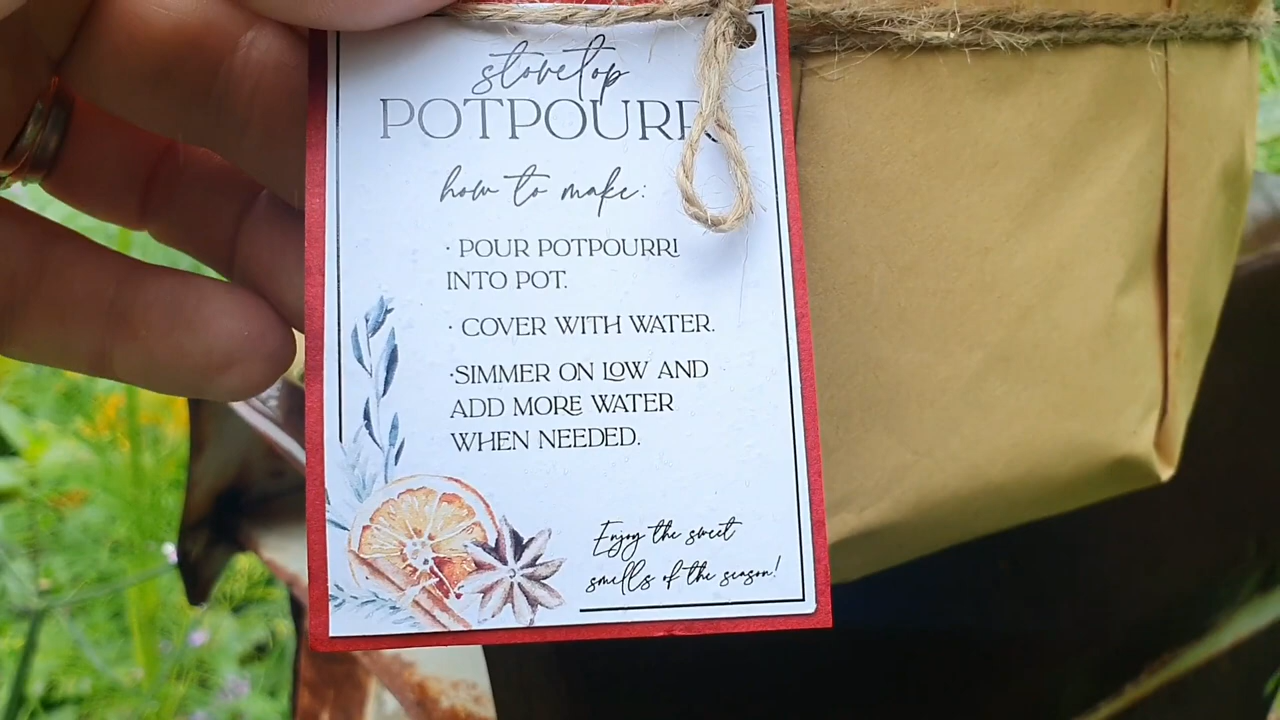 stovetop
POTPOURRI
how to make:
· POUR POTPOURRI
INTO POT.
· COVER WITH WATER.
·SIMMER ON LOW AND
ADD MORE WATER
WHEN NEEDED.
Enjoy the sweet
smells of the season!